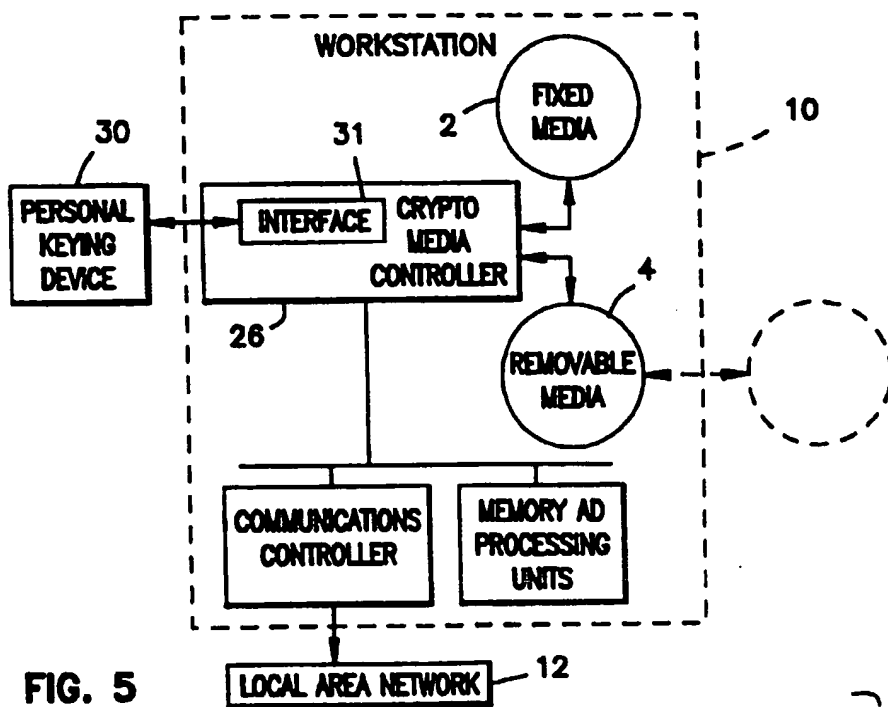 WORKSTATION
FIXED
MEDIA
2
10
30
31
PERSONAL
KEYING
DEVICE
INTERFACE
CRYPTO
MEDIA
CONTROLLER
26
4
REMOVABLE
MEDIA
COMMUNICATIONS
CONTROLLER
MEMORY AD
PROCESSING
UNITS
FIG. 5
LOCAL AREA NETWORK
12